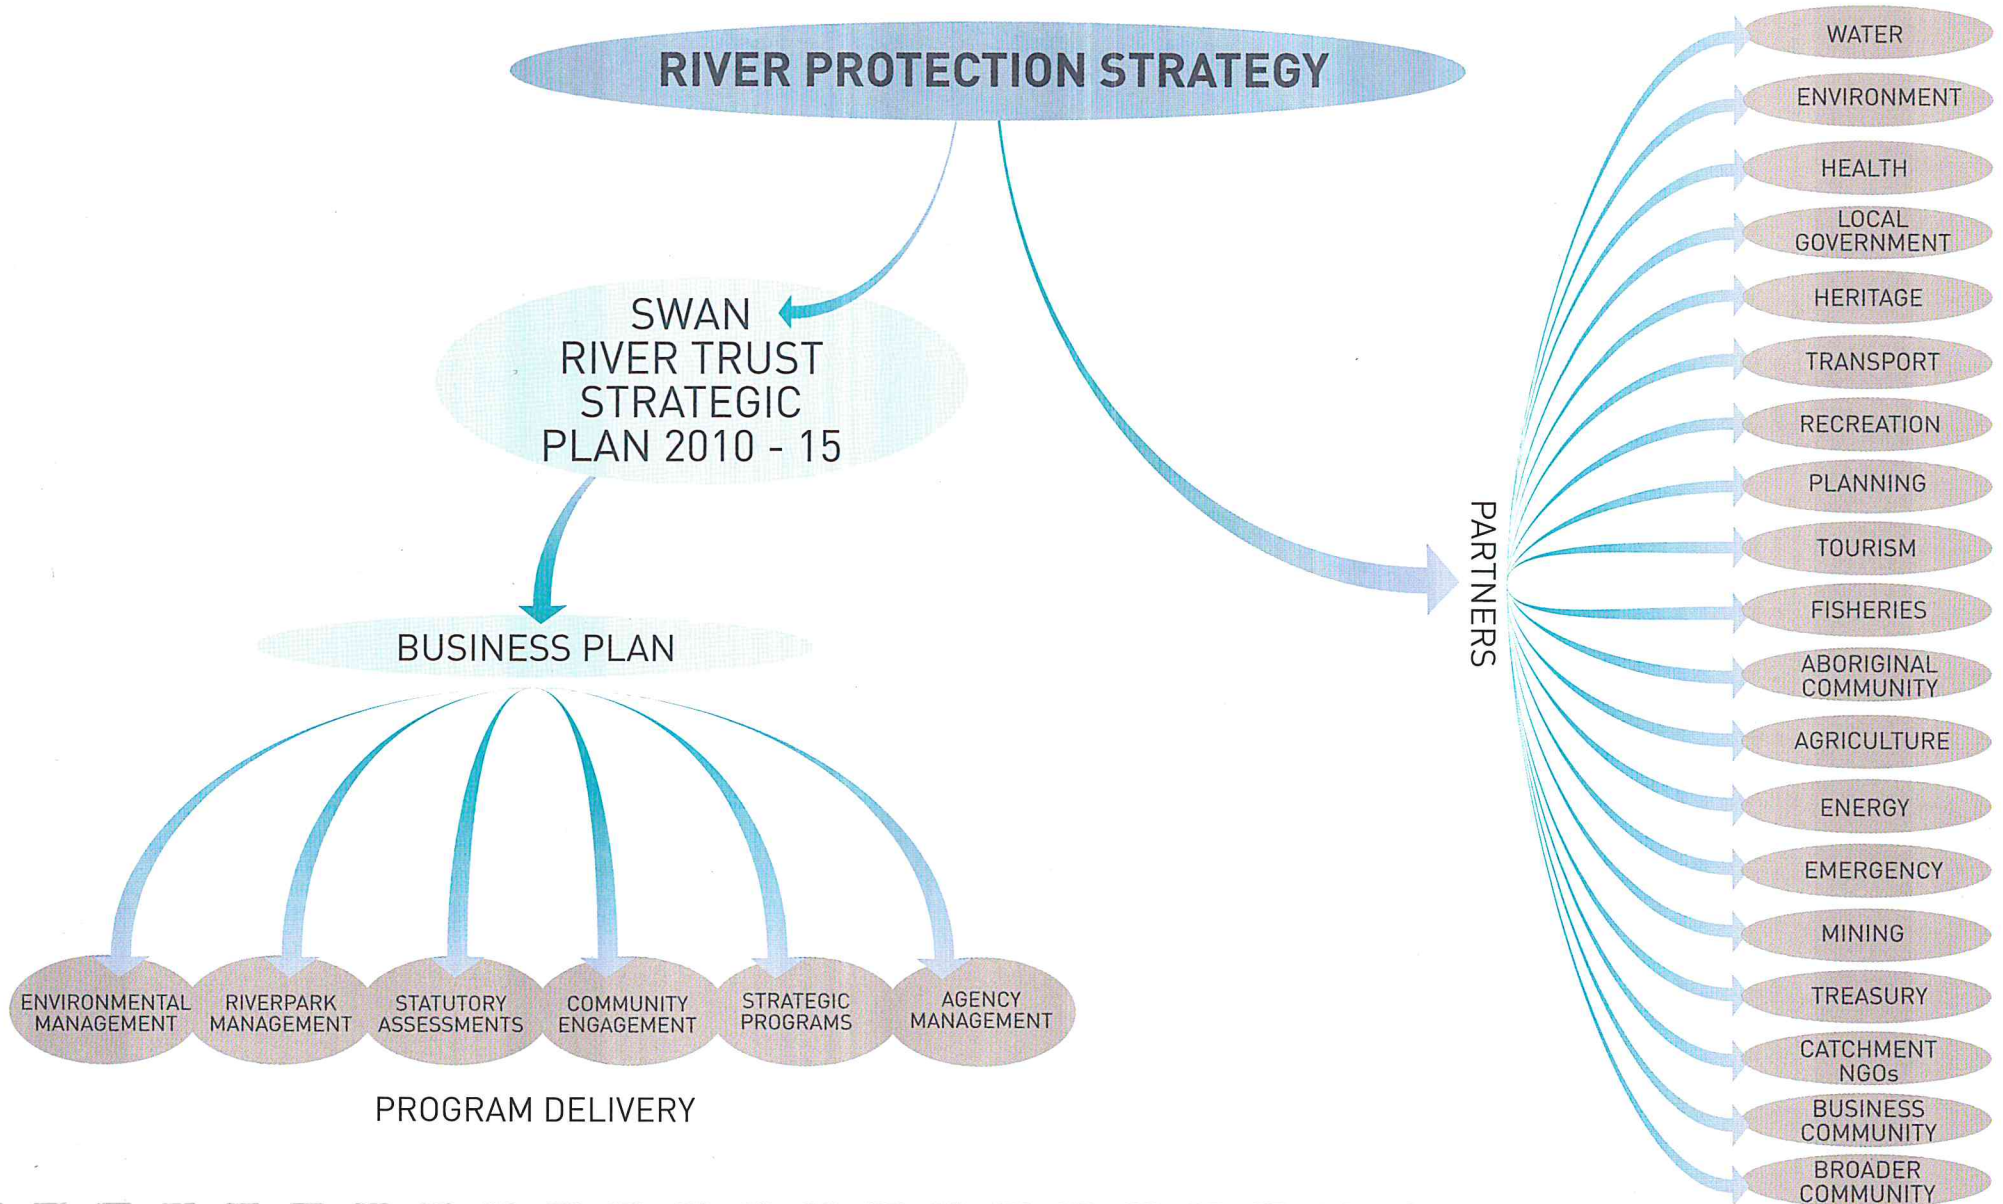 RIVER PROTECTION STRATEGY
SWAN
RIVER TRUST
STRATEGIC
PLAN 2010 - 15
BUSINESS PLAN
ENVIRONMENTAL
MANAGEMENT
RIVERPARK
MANAGEMENT
STATUTORY
ASSESSMENTS
COMMUNITY
ENGAGEMENT
STRATEGIC
PROGRAMS
AGENCY
MANAGEMENT
PROGRAM DELIVERY
PARTNERS
WATER
ENVIRONMENT
HEALTH
LOCAL
GOVERNMENT
HERITAGE
TRANSPORT
RECREATION
PLANNING
TOURISM
FISHERIES
ABORIGINAL
COMMUNITY
AGRICULTURE
ENERGY
EMERGENCY
MINING
TREASURY
CATCHMENT
NGOs
BUSINESS
COMMUNITY
BROADER
COMMUNITY